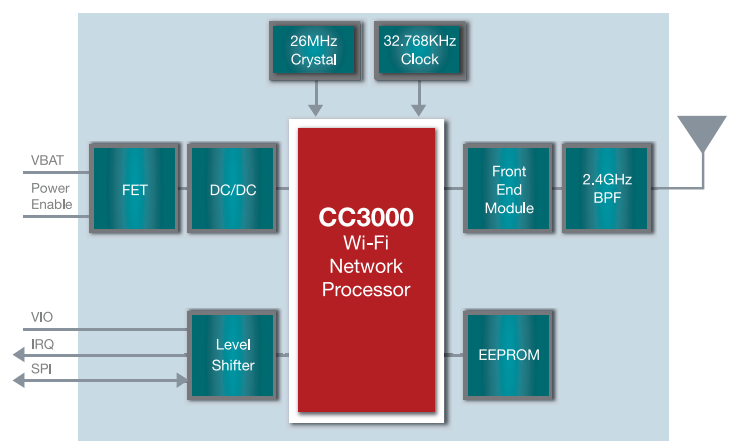 26MHz
Crystal
32.768KHz
Clock
VBAT
Power
Enable
FET
DC/DC
CC3000
Wi-Fi
Network
Processor
Front
End
Module
2.4GHz
BPF
VIO
IRQ
SPI
Level
Shifter
EEPROM